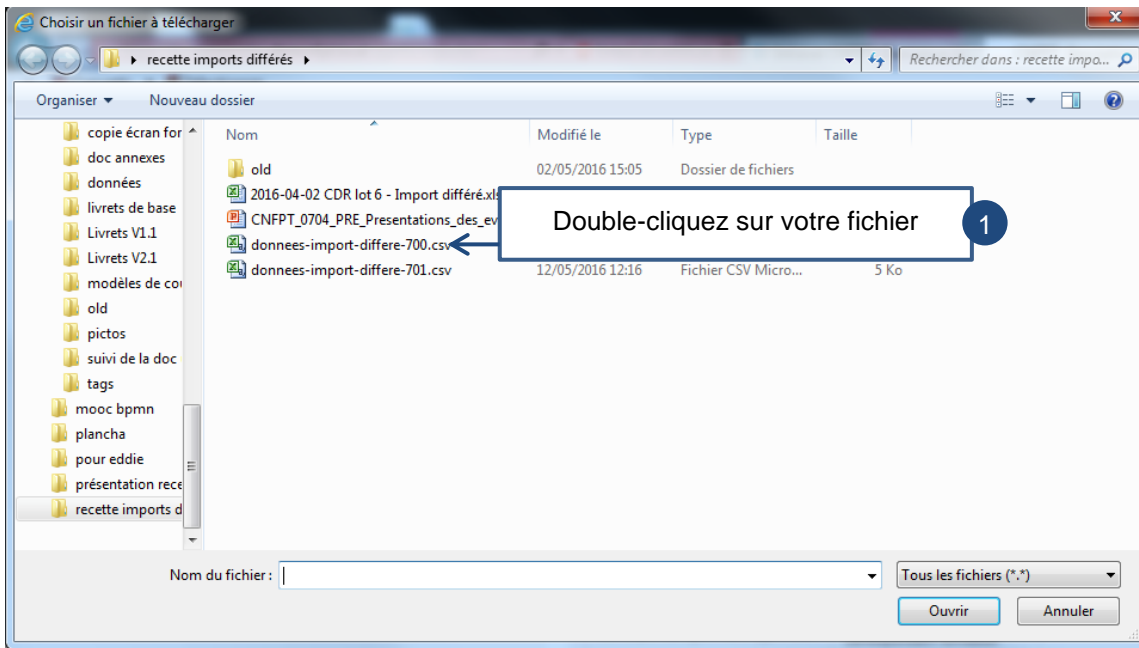 Choisir un fichier à télécharger
recette imports différés
Rechercher dans : recette impo...
Organiser
Nouveau dossier
Nom
Modifié le
Type
Taille
copie écran for
doc annexes
données
livrets de base
Livrets V1.1
Livrets V2.1
modèles de cou
old
pictos
suivi de la doc
tags
mooc bpmn
plancha
pour eddie
présentation rece
recette imports d
old 02/05/2016 15:05 Dossier de fichiers
2016-04-02 CDR lot 6 - Import différé.xls
CNFPT_0704_PRE_Presentations_des_ev
donnees-import-differe-700.csv
donnees-import-differe-701.csv 12/05/2016 12:16 Fichier CSV Micro... 5 Ko
Double-cliquez sur votre fichier 1
Nom du fichier :
Tous les fichiers (*.*)
Ouvrir
Annuler